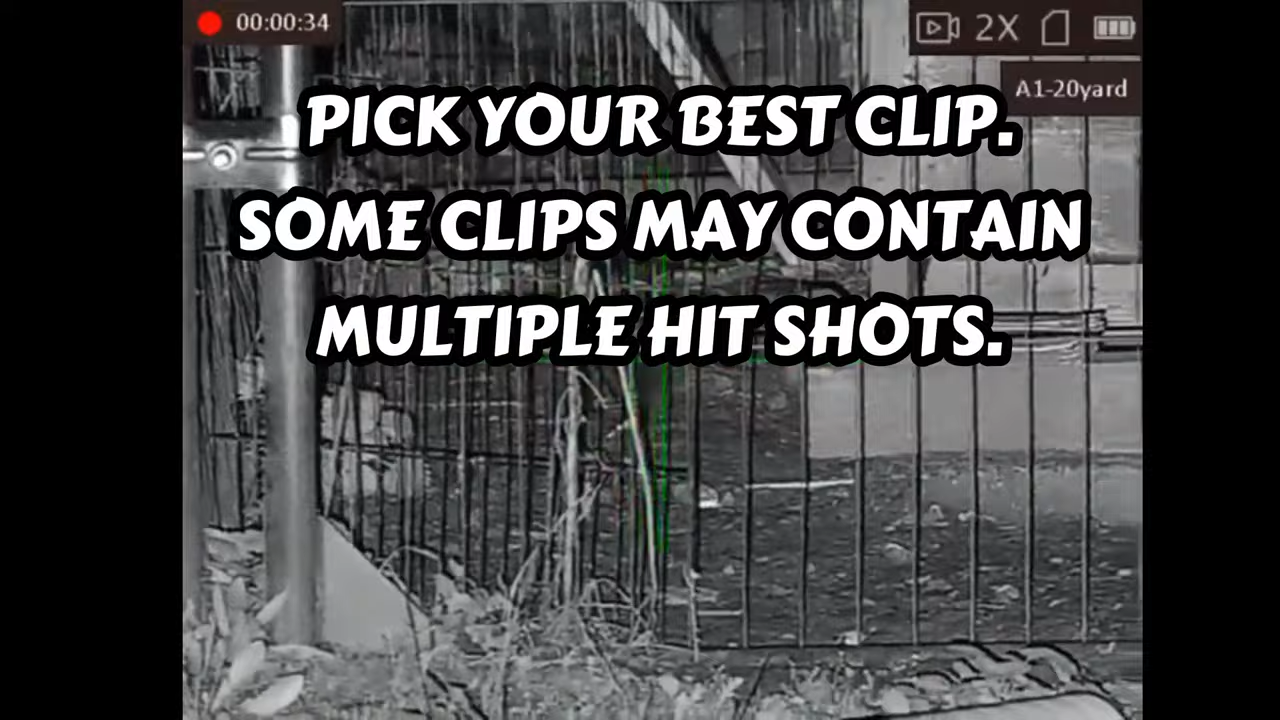 00:00:34
2X
A1-20yard
PICK YOUR BEST CLIP.
SOME CLIPS MAY CONTAIN
MULTIPLE HIT SHOTS.